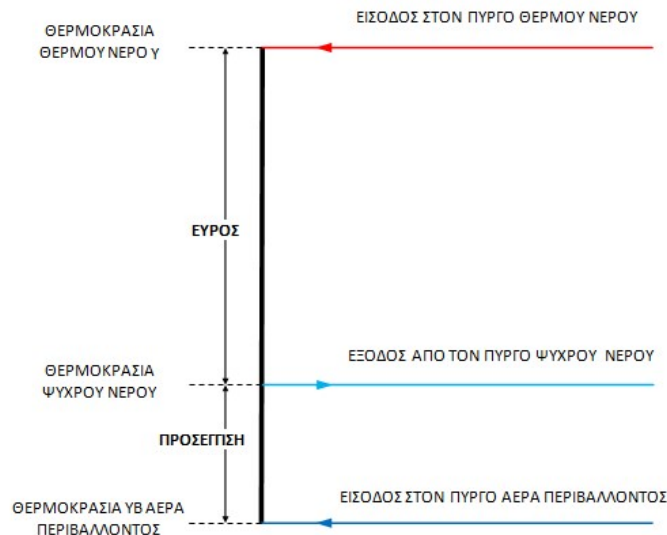 ΘΕΡΜΟΚΡΑΣΙΑ
ΘΕΡΜΟΥ ΝΕΡΟ γ
ΕΙΣΟΔΟΣ ΣΤΟΝ ΠΥΡΓΟ ΘΕΡΜΟΥ ΝΕΡΟΥ
ΕΥΡΟΣ
ΘΕΡΜΟΚΡΑΣΙΑ
ΨΥΧΡΟΥ ΝΕΡΟΥ
ΕΞΟΔΟΣ ΑΠΟ ΤΟΝ ΠΥΡΓΟ ΨΥΧΡΟΥ ΝΕΡΟΥ
ΠΡΟΣΕΓΓΙΣΗ
ΘΕΡΜΟΚΡΑΣΙΑ ΥΒ ΑΕΡΑ
ΠΕΡΙΒΑΛΛΟΝΤΟΣ
ΕΙΣΟΔΟΣ ΣΤΟΝ ΠΥΡΓΟ ΑΕΡΑ ΠΕΡΙΒΑΛΛΟΝΤΟΣ